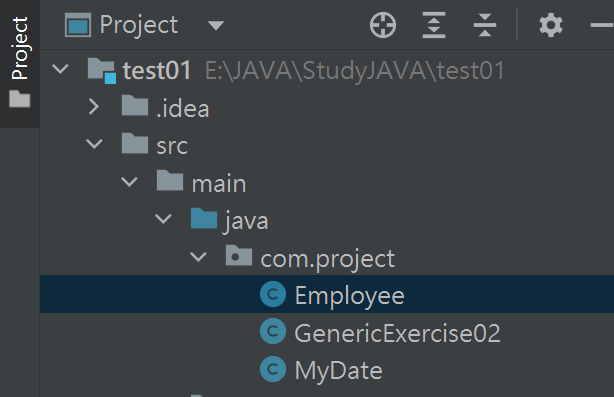 Project
Project
test01 E:\JAVA\StudyJAVA\test01
.idea
src
main
java
com.project
C Employee
C GenericExercise02
C MyDate